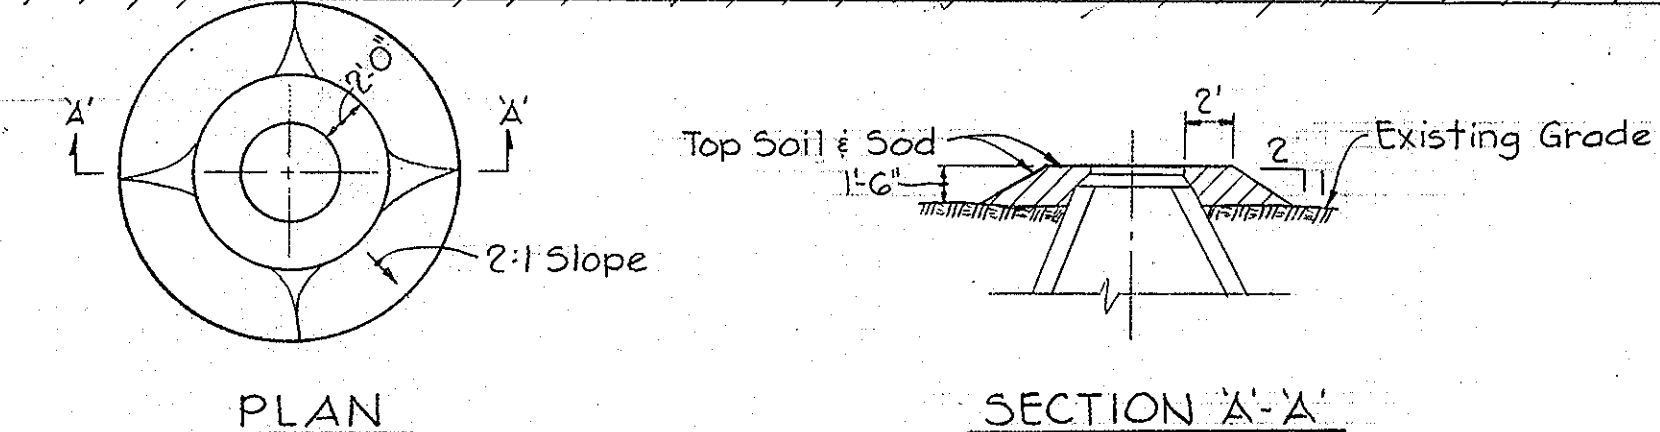 2'-0"
'A' 'A'
2:1 Slope
PLAN
2'
Top Soil & Sod
2
1
Existing Grade
1'-6"
SECTION 'A'-'A'